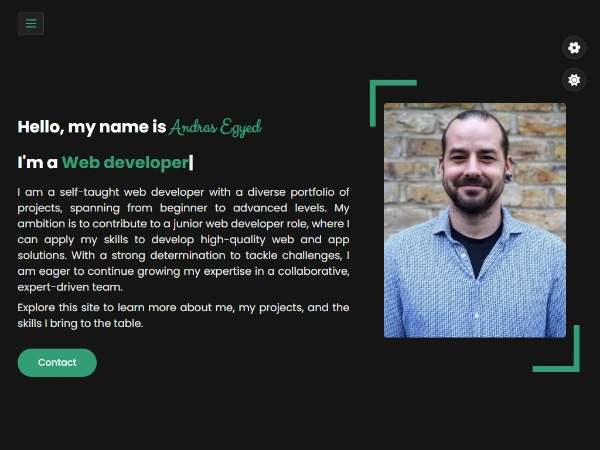 Hello, my name is Andras Egyed
I'm a Web developer|
I am a self-taught web developer with a diverse portfolio of
projects, spanning from beginner to advanced levels. My
ambition is to contribute to a junior web developer role, where I
can apply my skills to develop high-quality web and app
solutions. With a strong determination to tackle challenges, I
am eager to continue growing my expertise in a collaborative,
expert-driven team.
Explore this site to learn more about me, my projects, and the
skills I bring to the table.
Contact